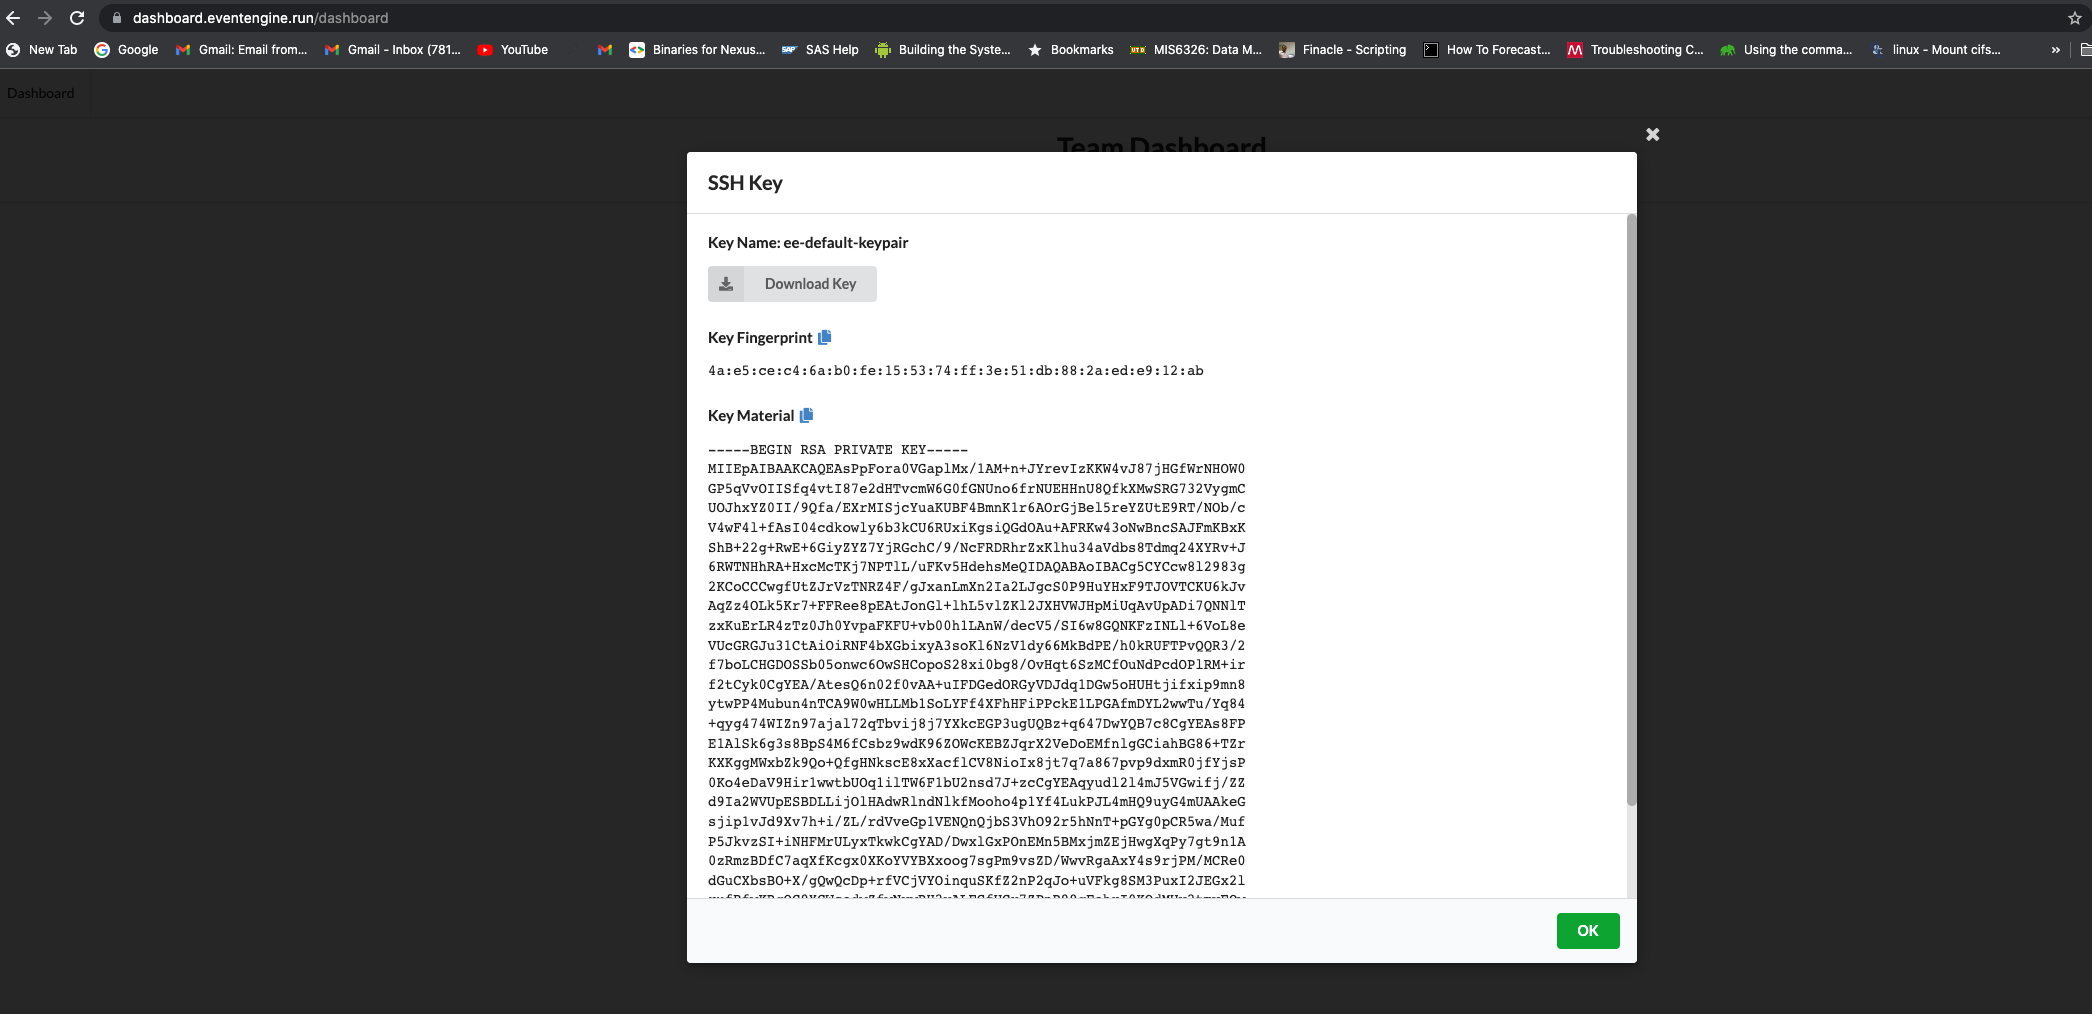 dashboard.eventengine.run/dashboard
New Tab Google Gmail: Email from... Gmail - Inbox (781... YouTube Binaries for Nexus... SAS Help Building the Syste... Bookmarks MIS6326: Data M... Finacle - Scripting How To Forecast... Troubleshooting C... Using the comma... linux - Mount cifs... »
Dashboard
Team Dashboard
SSH Key
Key Name: ee-default-keypair
Download Key
Key Fingerprint
4a:e5:ce:c4:6a:b0:fe:15:53:74:ff:3e:51:db:88:2a:ed:e9:12:ab
Key Material
-----BEGIN RSA PRIVATE KEY-----
MIIEpAIBAAKCAQEAsPpFora0VGaplMx/1AM+n+JYrevIzKKW4vJ87jHGfWrNHOW0
GP5qVvOIISfq4vtI87e2dHTvcmW6G0fGNUno6frNUEHHnU8QfkXMwSRG732VygmC
UOJhxYZ0II/9Qfa/EXrMISjcYuaKUBF4BmnK1r6AOrGjBel5reYZUtE9RT/NOb/c
V4wF4l+fAsI04cdkowly6b3kCU6RUxiKgsiQGdOAu+AFRKw43oNwBncSAJFmKBxK
ShB+22g+RwE+6GiyZYZ7YjRGchC/9/NcFRDRhrZxKlhu34aVdbs8Tdmq24XYRv+J
6RWTNHhRA+HxcMcTKj7NPTlL/uFKv5HdehsMeQIDAQABAoIBACg5CYCcw8l2983g
2KCoCCCwgfUtZJrVzTNRZ4F/gJxanLmXn2Ia2LJgcS0P9HuYHxF9TJOVTCKU6kJv
AqZz4OLk5Kr7+FFRee8pEAtJonGl+lhL5vlZKl2JXHVWJHpMiUqAvUpADi7QNNlT
zxKuErLR4zTz0Jh0YvpaFKFU+vb00h1LAnW/decV5/SI6w8GQNKFzINLl+6VoL8e
VUcGRGJu31CtAiOiRNF4bXGbixyA3soKl6NzV1dy66MkBdPE/h0kRUFTPvQQR3/2
f7boLCHGDOSSb05onwc6OwSHCopoS28xi0bg8/OvHqt6SzMCfOuNdPcdOPlRM+ir
f2tCyk0CgYEA/AtesQ6n02f0vAA+uIFDGedORGyVDJdq1DGw5oHUHtjifxip9mn8
ytwPP4Mubun4nTCA9W0wHLLMb1SoLYFf4XFhHFiPPckE1LPGAfmDYL2wwTu/Yq84
+qyg474WIZn97ajal72qTbvij8j7YXkcEGP3ugUQBz+q647DwYQB7c8CgYEAs8FP
E1AlSk6g3s8BpS4M6fCsbz9wdK96ZOWcKEBZJqrX2VeDoEMfnlgGCiahBG86+TZr
KXKggMWxbZk9Qo+QfgHNkscE8xXacflCV8NioIx8jt7q7a867pvp9dxmR0jfYjsP
0Ko4eDaV9Hir1wwtbUOq1ilTW6F1bU2nsd7J+zcCgYEAqyudl2l4mJ5VGwifj/ZZ
d9Ia2WVUpESBDLLijOlHAdwRlndNlkfMooho4p1Yf4LukPJL4mHQ9uyG4mUAAkeG
sjip1vJd9Xv7h+i/ZL/rdVveGp1VENQnQjbS3VhO92r5hNnT+pGYg0pCR5wa/Muf
P5JkvzSI+iNHFMrULyxTkwkCgYAD/DwxlGxPOnEMn5BMxjmZEjHwgXqPy7gt9n1A
0zRmzBDfC7aqXfKcgx0XKoYVYBXxoog7sgPm9vsZD/WwvRgaAxY4s9rjPM/MCRe0
dGuCXbsBO+X/gQwQcDp+rfVCjVYOinquSKfZ2nP2qJo+uVFkg8SM3PuxI2JEGx2l
OK